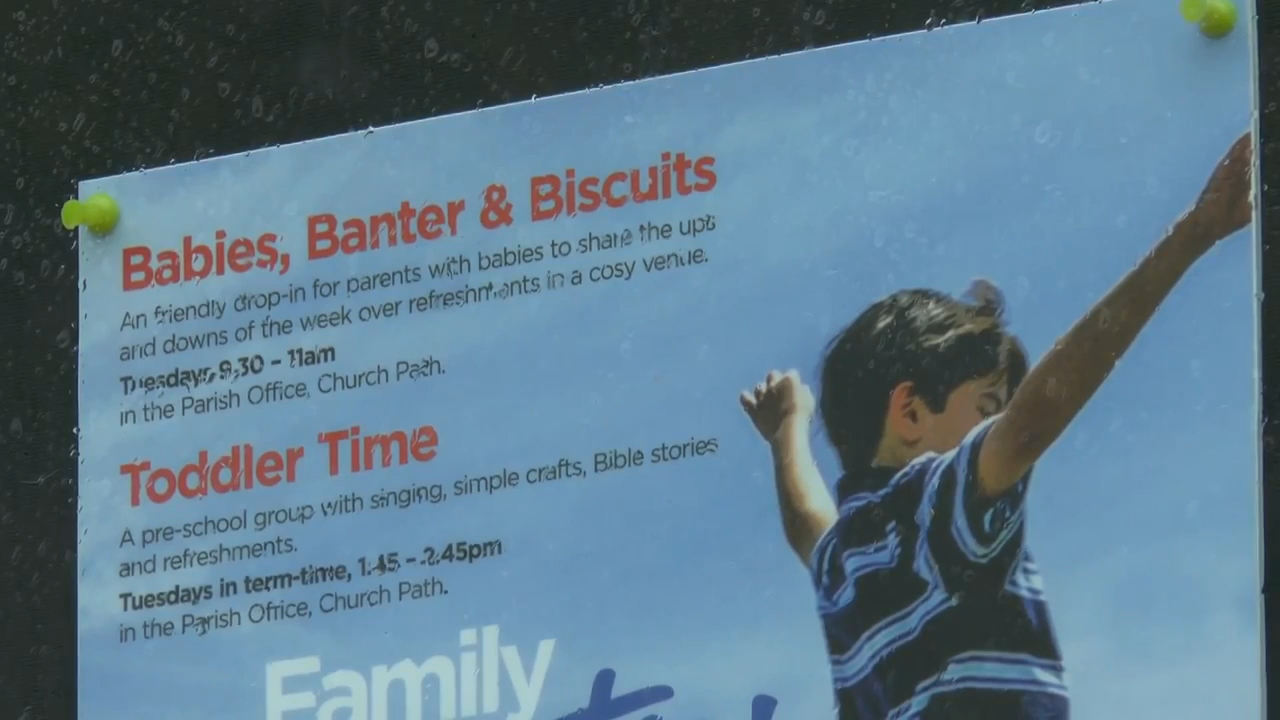 Babies, Banter & Biscuits
An friendly drop-in for parents with babies to share the ups
and downs of the week over refreshments in a cosy venue.
Tuesdays 9.30 – 11am
in the Parish Office, Church Path.
Toddler Time
A pre-school group with singing, simple crafts, Bible stories
and refreshments.
Tuesdays in term-time, 1.45 – 2.45pm
in the Parish Office, Church Path.
Family